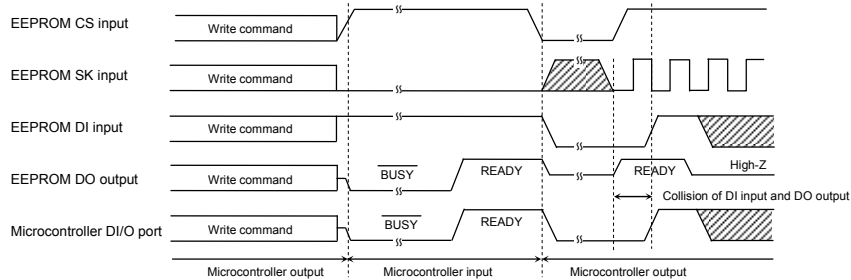 EEPROM CS input
Write command
EEPROM SK input
Write command
EEPROM DI input
Write command
EEPROM DO output
Write command
BUSY
READY
READY
High-Z
Collision of DI input and DO output
Microcontroller DI/O port
Write command
BUSY
READY
Microcontroller output
Microcontroller input
Microcontroller output